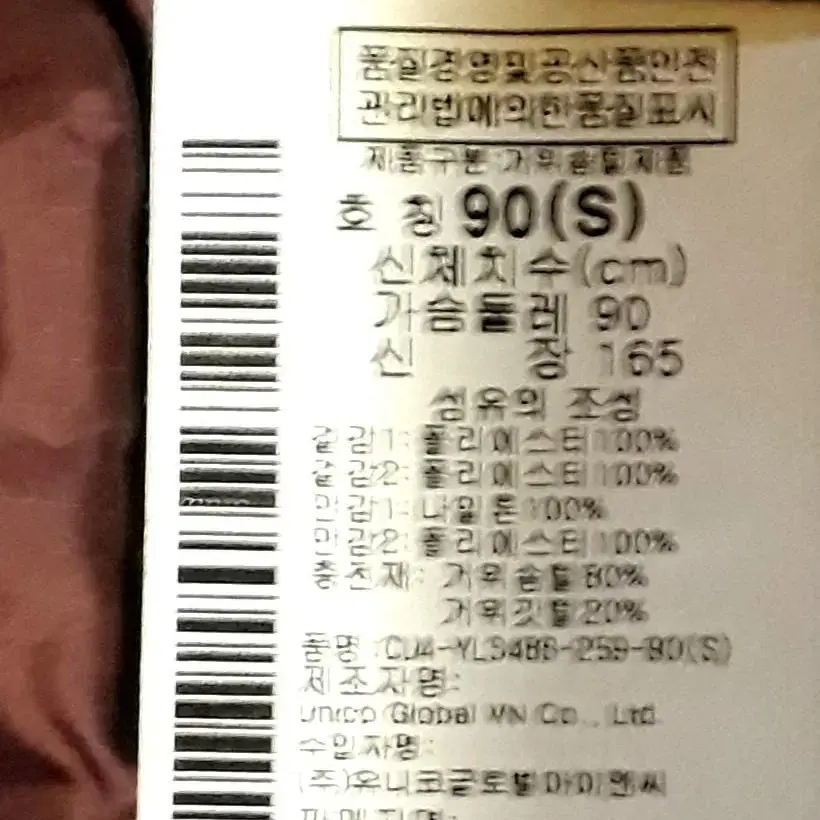 품질경영및공산품안전
관리법에의한품질표시
제품구분:거위솜털제품
호 칭 90(S)
신체치수(cm)
가슴둘레 90
신 장 165
섬유의 조성
겉감1:폴리에스터100%
겉감2:폴리에스터100%
안감1:나일론100%
안감2:폴리에스터100%
충전재: 거위솜털80%
거위깃털20%
품명:
제조자명:
Unico Global VN Co., Ltd.
수입자명:
(주)유니코글로벌아이앤씨
판매자명: